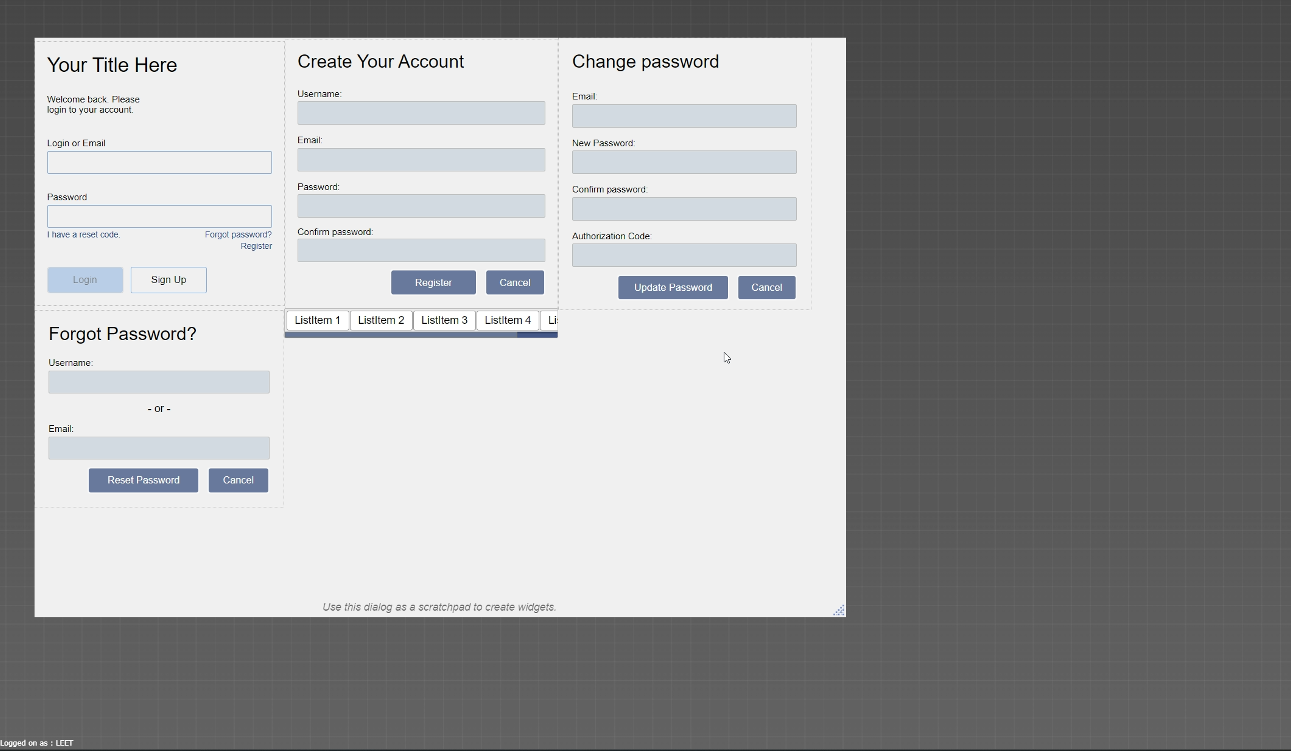 Your Title Here
Welcome back. Please
login to your account.
Login or Email
Password
I have a reset code.
Forgot password?
Register
Login
Sign Up
Create Your Account
Username:
Email:
Password:
Confirm password:
Register
Cancel
Change password
Email:
New Password:
Confirm password:
Authorization Code:
Update Password
Cancel
ListItem 1
ListItem 2
ListItem 3
ListItem 4
Forgot Password?
Username:
- or -
Email:
Reset Password
Cancel
Use this dialog as a scratchpad to create widgets.
Logged on as : LEET